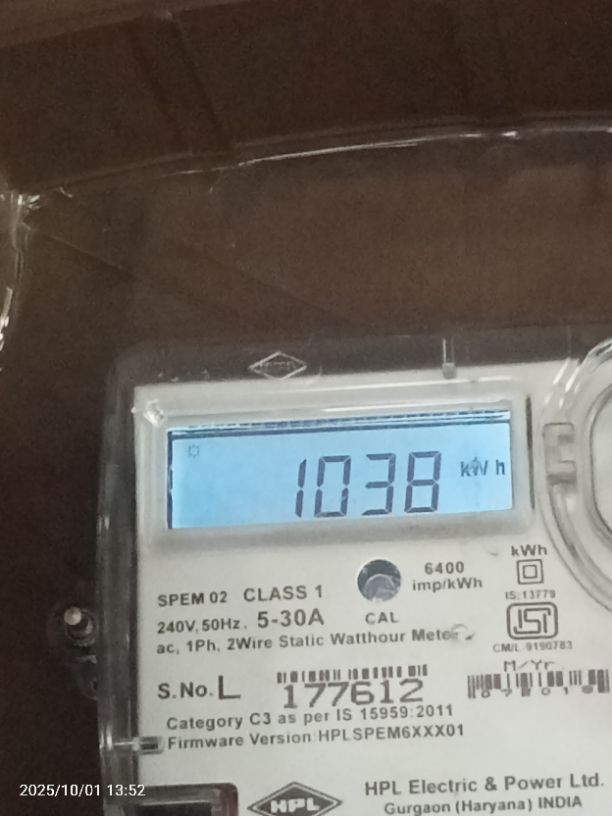 1038 kWh
6400
imp/kWh
kWh
IS:13779
SPEM 02 CLASS 1
240V, 50Hz. 5-30A CAL
ac, 1Ph, 2Wire Static Watthour Meter
CM/L-9190783
M/Yr.
S.No. L 177612
Category C3 as per IS 15959:2011
Firmware Version:HPLSPEM6XXX01
HPL
HPL Electric & Power Ltd.
Gurgaon (Haryana) INDIA
2025/10/01 13:52